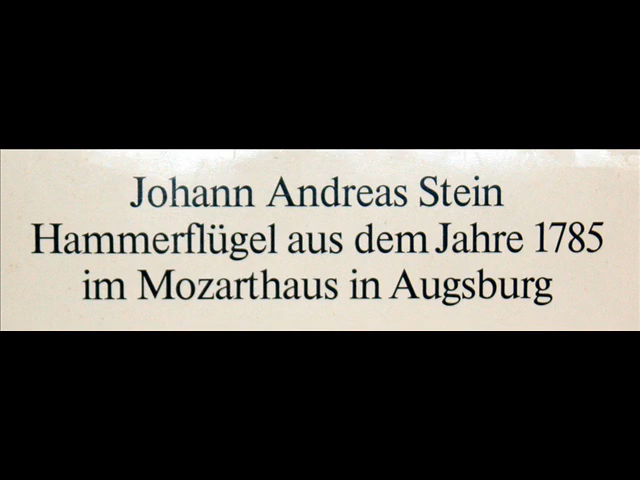 Johann Andreas Stein
Hammerflügel aus dem Jahre 1785
im Mozarthaus in Augsburg